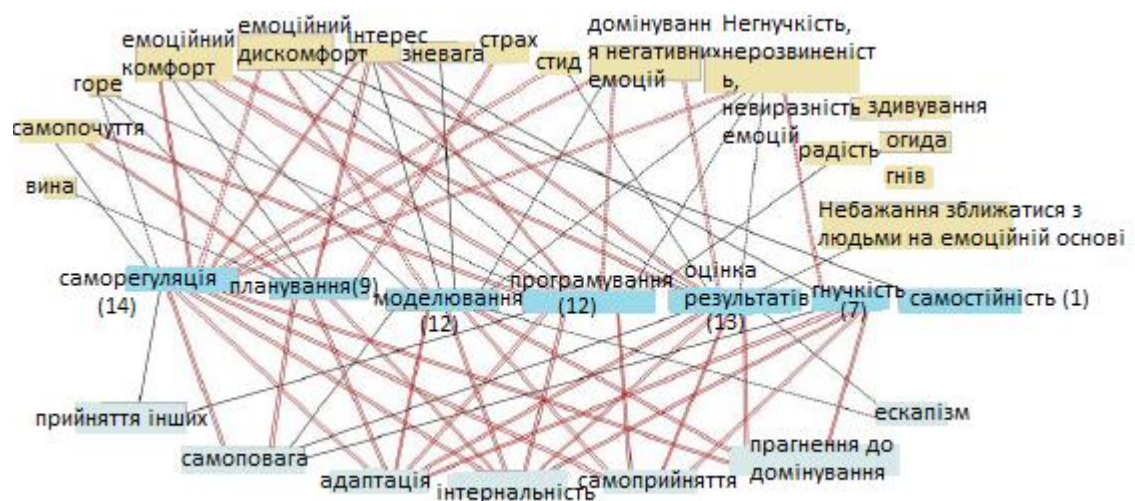 емоційний
комфорт
емоційний
дискомфорт
інтерес
зневага
страх
стид
домінуванн
я негативних
емоцій
Негнучкість,
нерозвиненіст
ь,
невиразність
емоцій
горе
здивування
самопочуття
радість
огида
гнів
вина
Небажання зближатися з
людьми на емоційній основі
саморегуляція
(14)
планування(9)
моделювання
(12)
програмування
(12)
оцінка
результатів
(13)
гнучкість
(7)
самостійність (1)
прийняття інших
ескапізм
самоповага
прагнення до
домінування
адаптація
інтернальність
самоприйняття